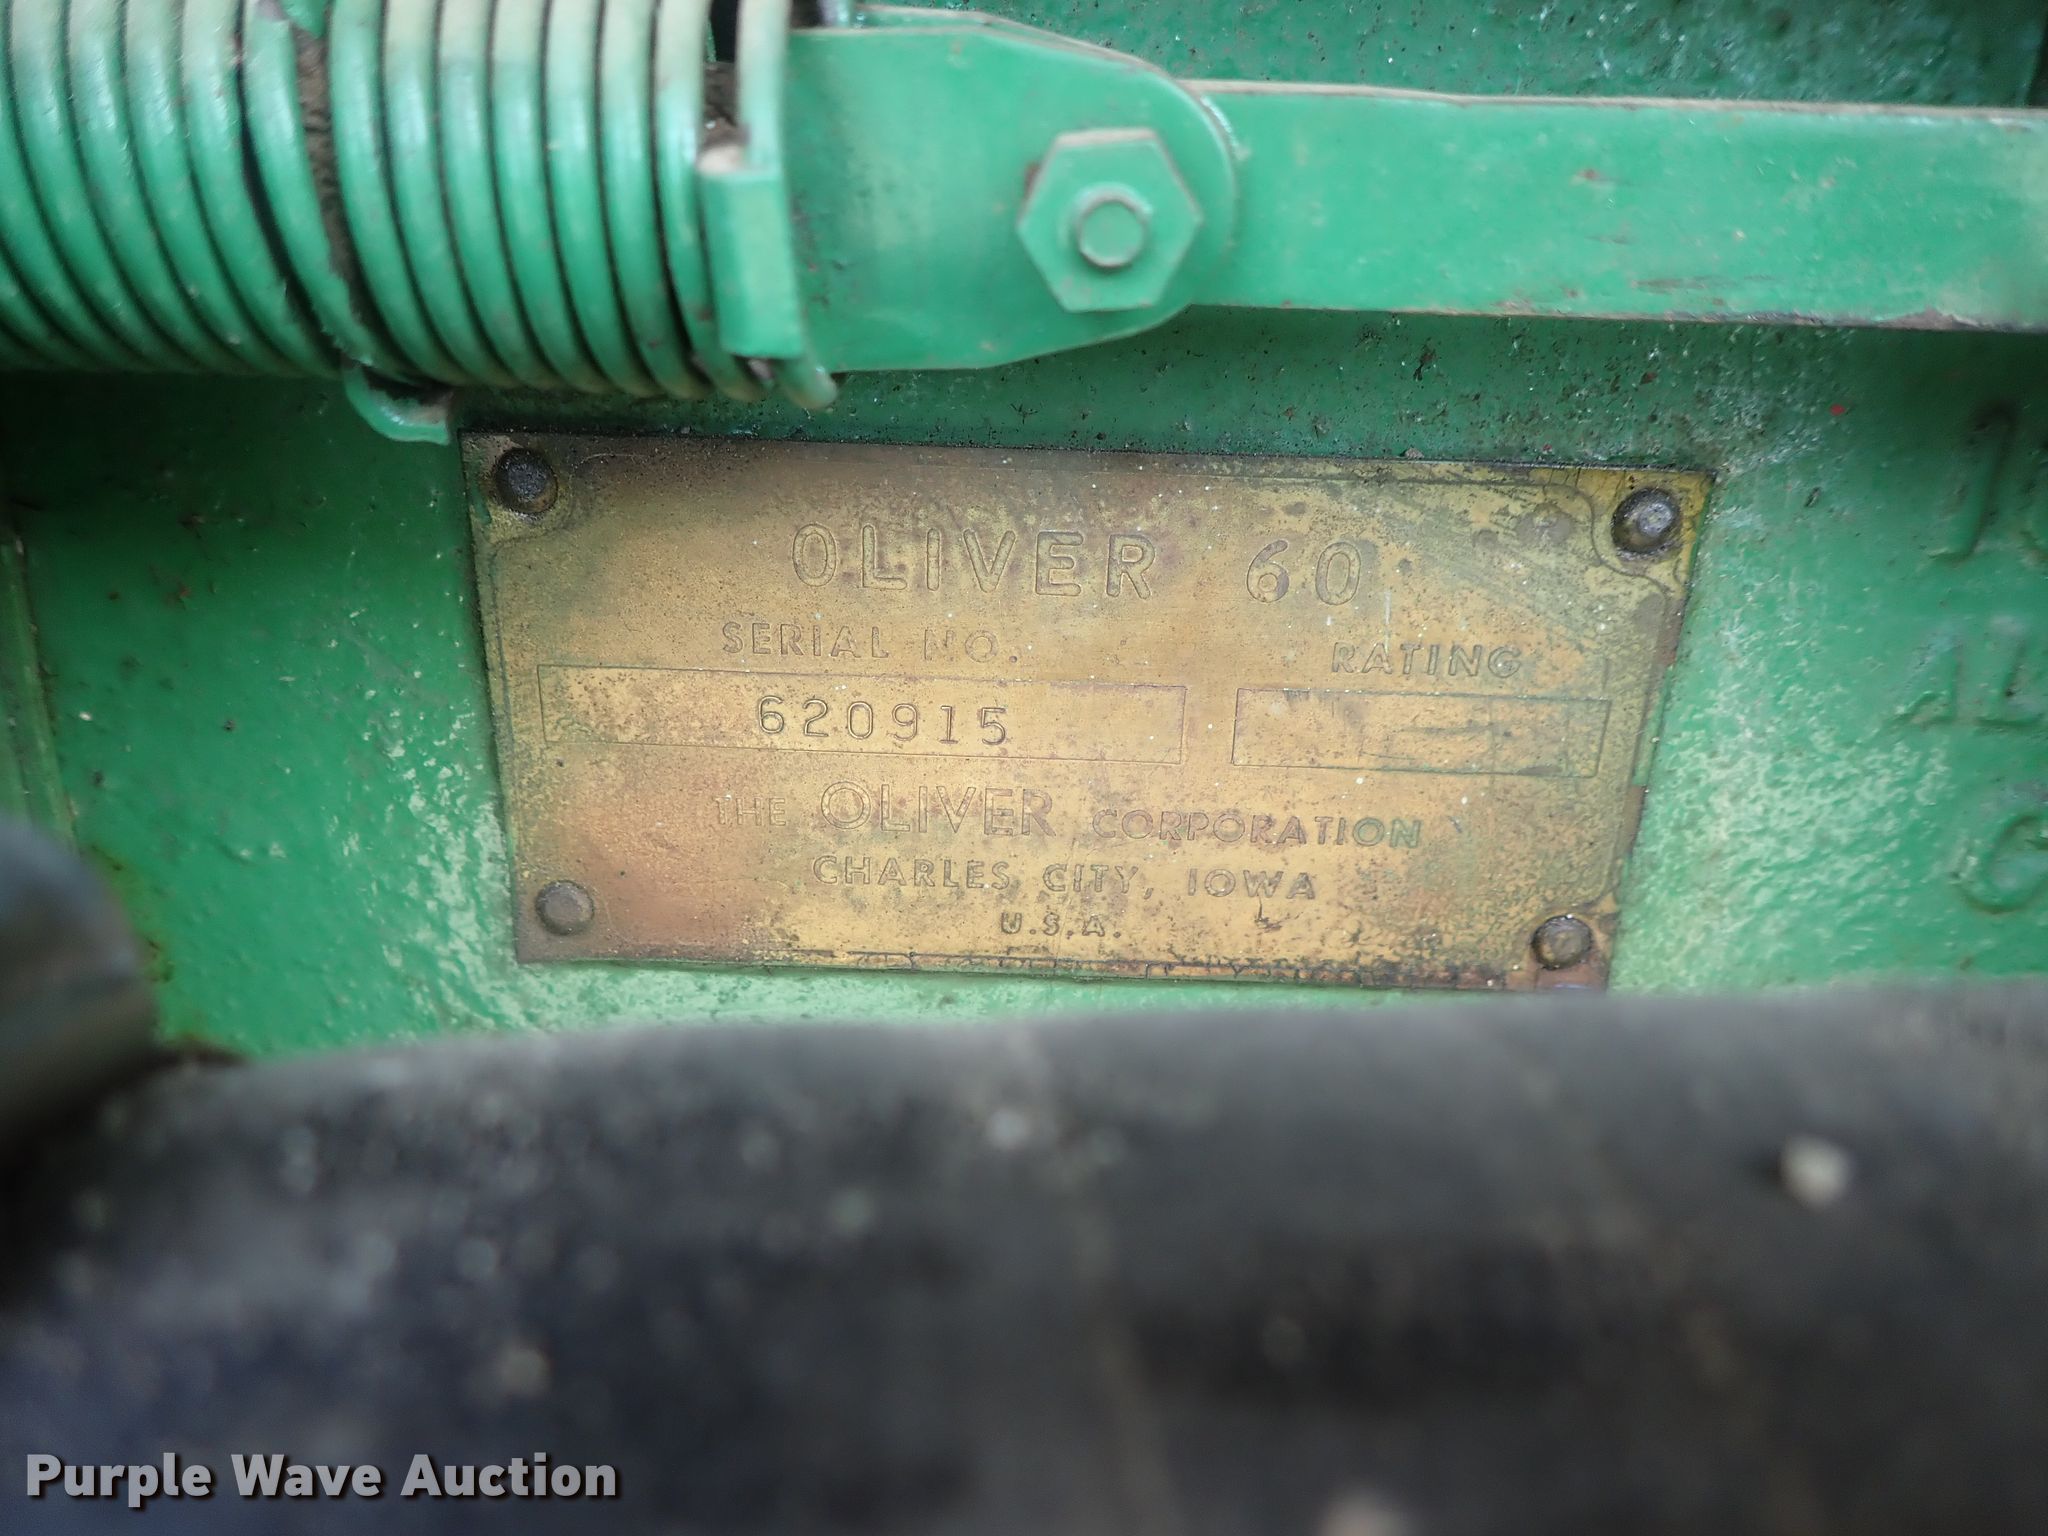 OLIVER 60
SERIAL NO. RATING
620915
THE OLIVER CORPORATION
CHARLES CITY, IOWA
U.S.A.
Purple Wave Auction